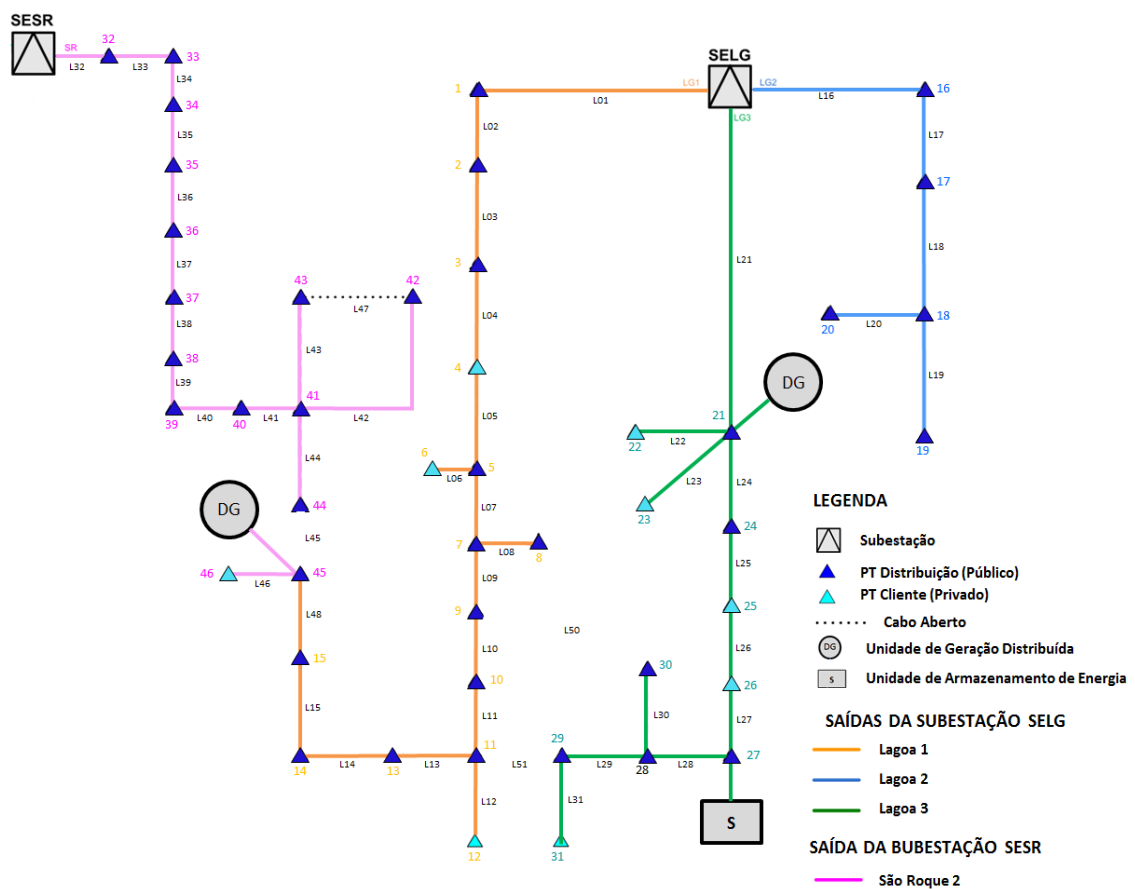 SESR
SR
L32
32
L33
33
L34
34
L35
35
L36
36
L37
37
L38
38
L39
39
L40
40
L41
41
L42
42
L43
43
L47
L44
44
L45
DG
45
46
L46
L48
15
L15
14
L14
13
L13
SELG
LG1
LG2
LG3
L01
1
L02
2
L03
3
L04
4
L05
5
6
L06
L07
7
L08
8
L09
9
L10
10
L11
11
L12
12
L50
L51
L16
16
L17
17
L18
18
L20
20
L19
19
L21
DG
21
L22
22
L23
23
L24
24
L25
25
L26
26
L27
27
L28
28
L29
29
L30
30
L31
31
S
LEGENDA
Subestação
PT Distribuição (Público)
PT Cliente (Privado)
Cabo Aberto
DG
Unidade de Geração Distribuída
S
Unidade de Armazenamento de Energia
SAÍDAS DA SUBESTAÇÃO SELG
Lagoa 1
Lagoa 2
Lagoa 3
SAÍDA DA BUBESTAÇÃO SESR
São Roque 2